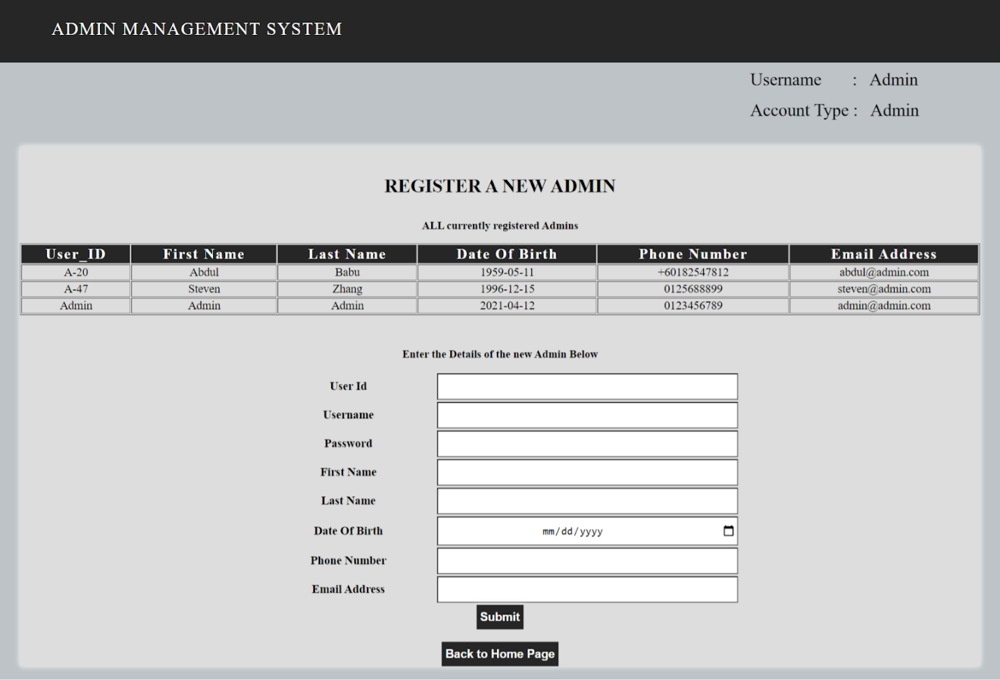 ADMIN MANAGEMENT SYSTEM
Username : Admin
Account Type : Admin
REGISTER A NEW ADMIN
ALL currently registered Admins
User_ID First Name Last Name Date Of Birth Phone Number Email Address
A-20 Abdul Babu 1959-05-11 +60182547812 abdul@admin.com
A-47 Steven Zhang 1996-12-15 0125688899 steven@admin.com
Admin Admin Admin 2021-04-12 0123456789 admin@admin.com
Enter the Details of the new Admin Below
User Id
Username
Password
First Name
Last Name
Date Of Birth mm/dd/yyyy
Phone Number
Email Address
Submit
Back to Home Page